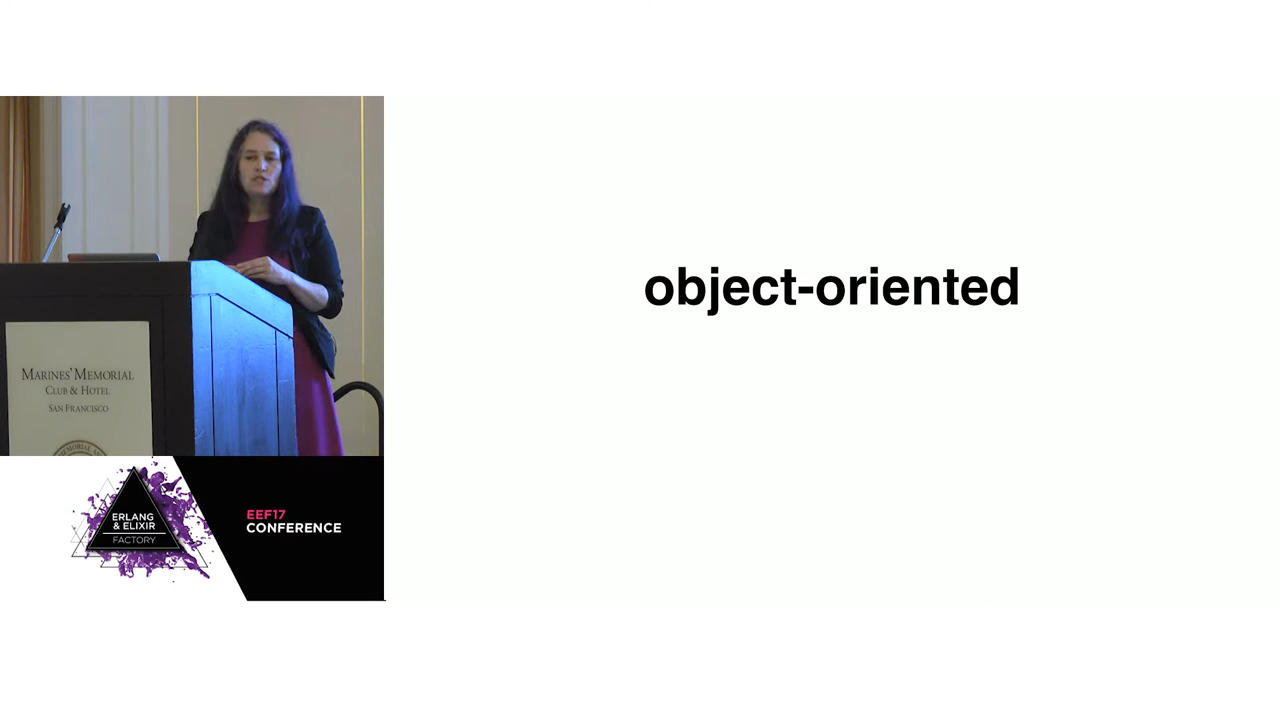 object-oriented
MARINES' MEMORIAL
CLUB & HOTEL
SAN FRANCISCO
ERLANG
& ELIXIR
FACTORY
EEF17
CONFERENCE